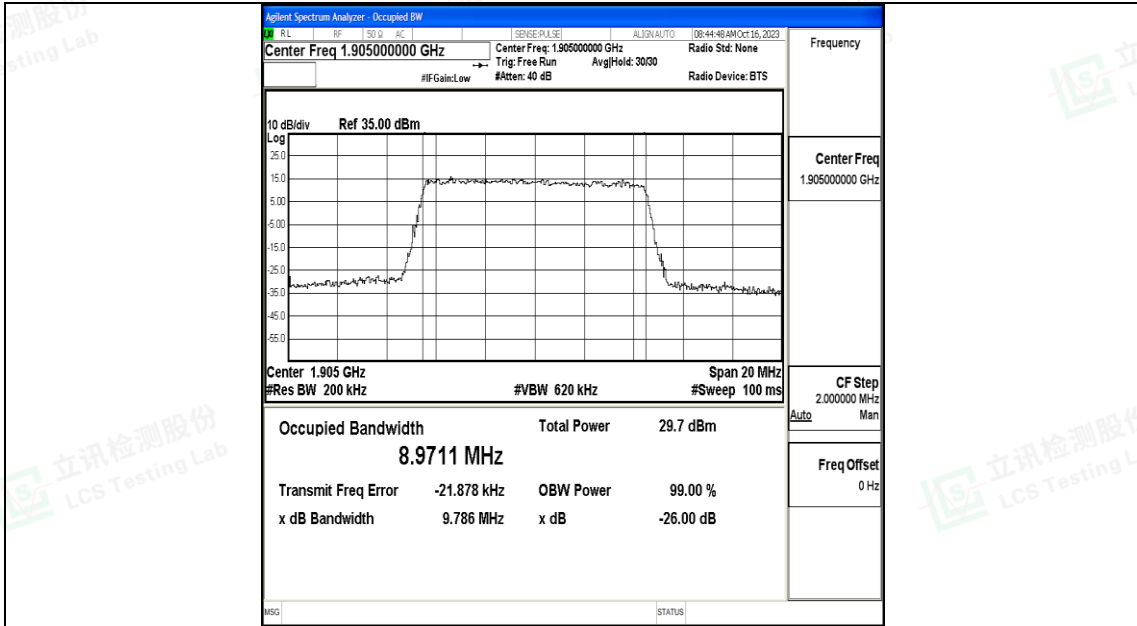 Agilent Spectrum Analyzer - Occupied BW
RL RF 50 Ω AC SENSE:PULSE ALIGN AUTO 08:44:48 AM Oct 16, 2023
Center Freq 1.905000000 GHz
Center Freq: 1.905000000 GHz
Radio Std: None
Trig: Free Run Avg|Hold: 30/30
#IFGain:Low #Atten: 40 dB Radio Device: BTS
10 dB/div Ref 35.00 dBm
Log
25.0
15.0
5.00
-5.00
-15.0
-25.0
-35.0
-45.0
-55.0
Center 1.905 GHz Span 20 MHz
#Res BW 200 kHz #VBW 620 kHz #Sweep 100 ms
Occupied Bandwidth Total Power 29.7 dBm
8.9711 MHz
Transmit Freq Error -21.878 kHz OBW Power 99.00 %
x dB Bandwidth 9.786 MHz x dB -26.00 dB
MSG STATUS
Frequency
Center Freq
1.905000000 GHz
CF Step
2.000000 MHz
Auto Man
Freq Offset
0 Hz
立讯检测股份
LCS Testing Lab
立讯检测股份
LCS Testing L
测股份
sting Lab
立